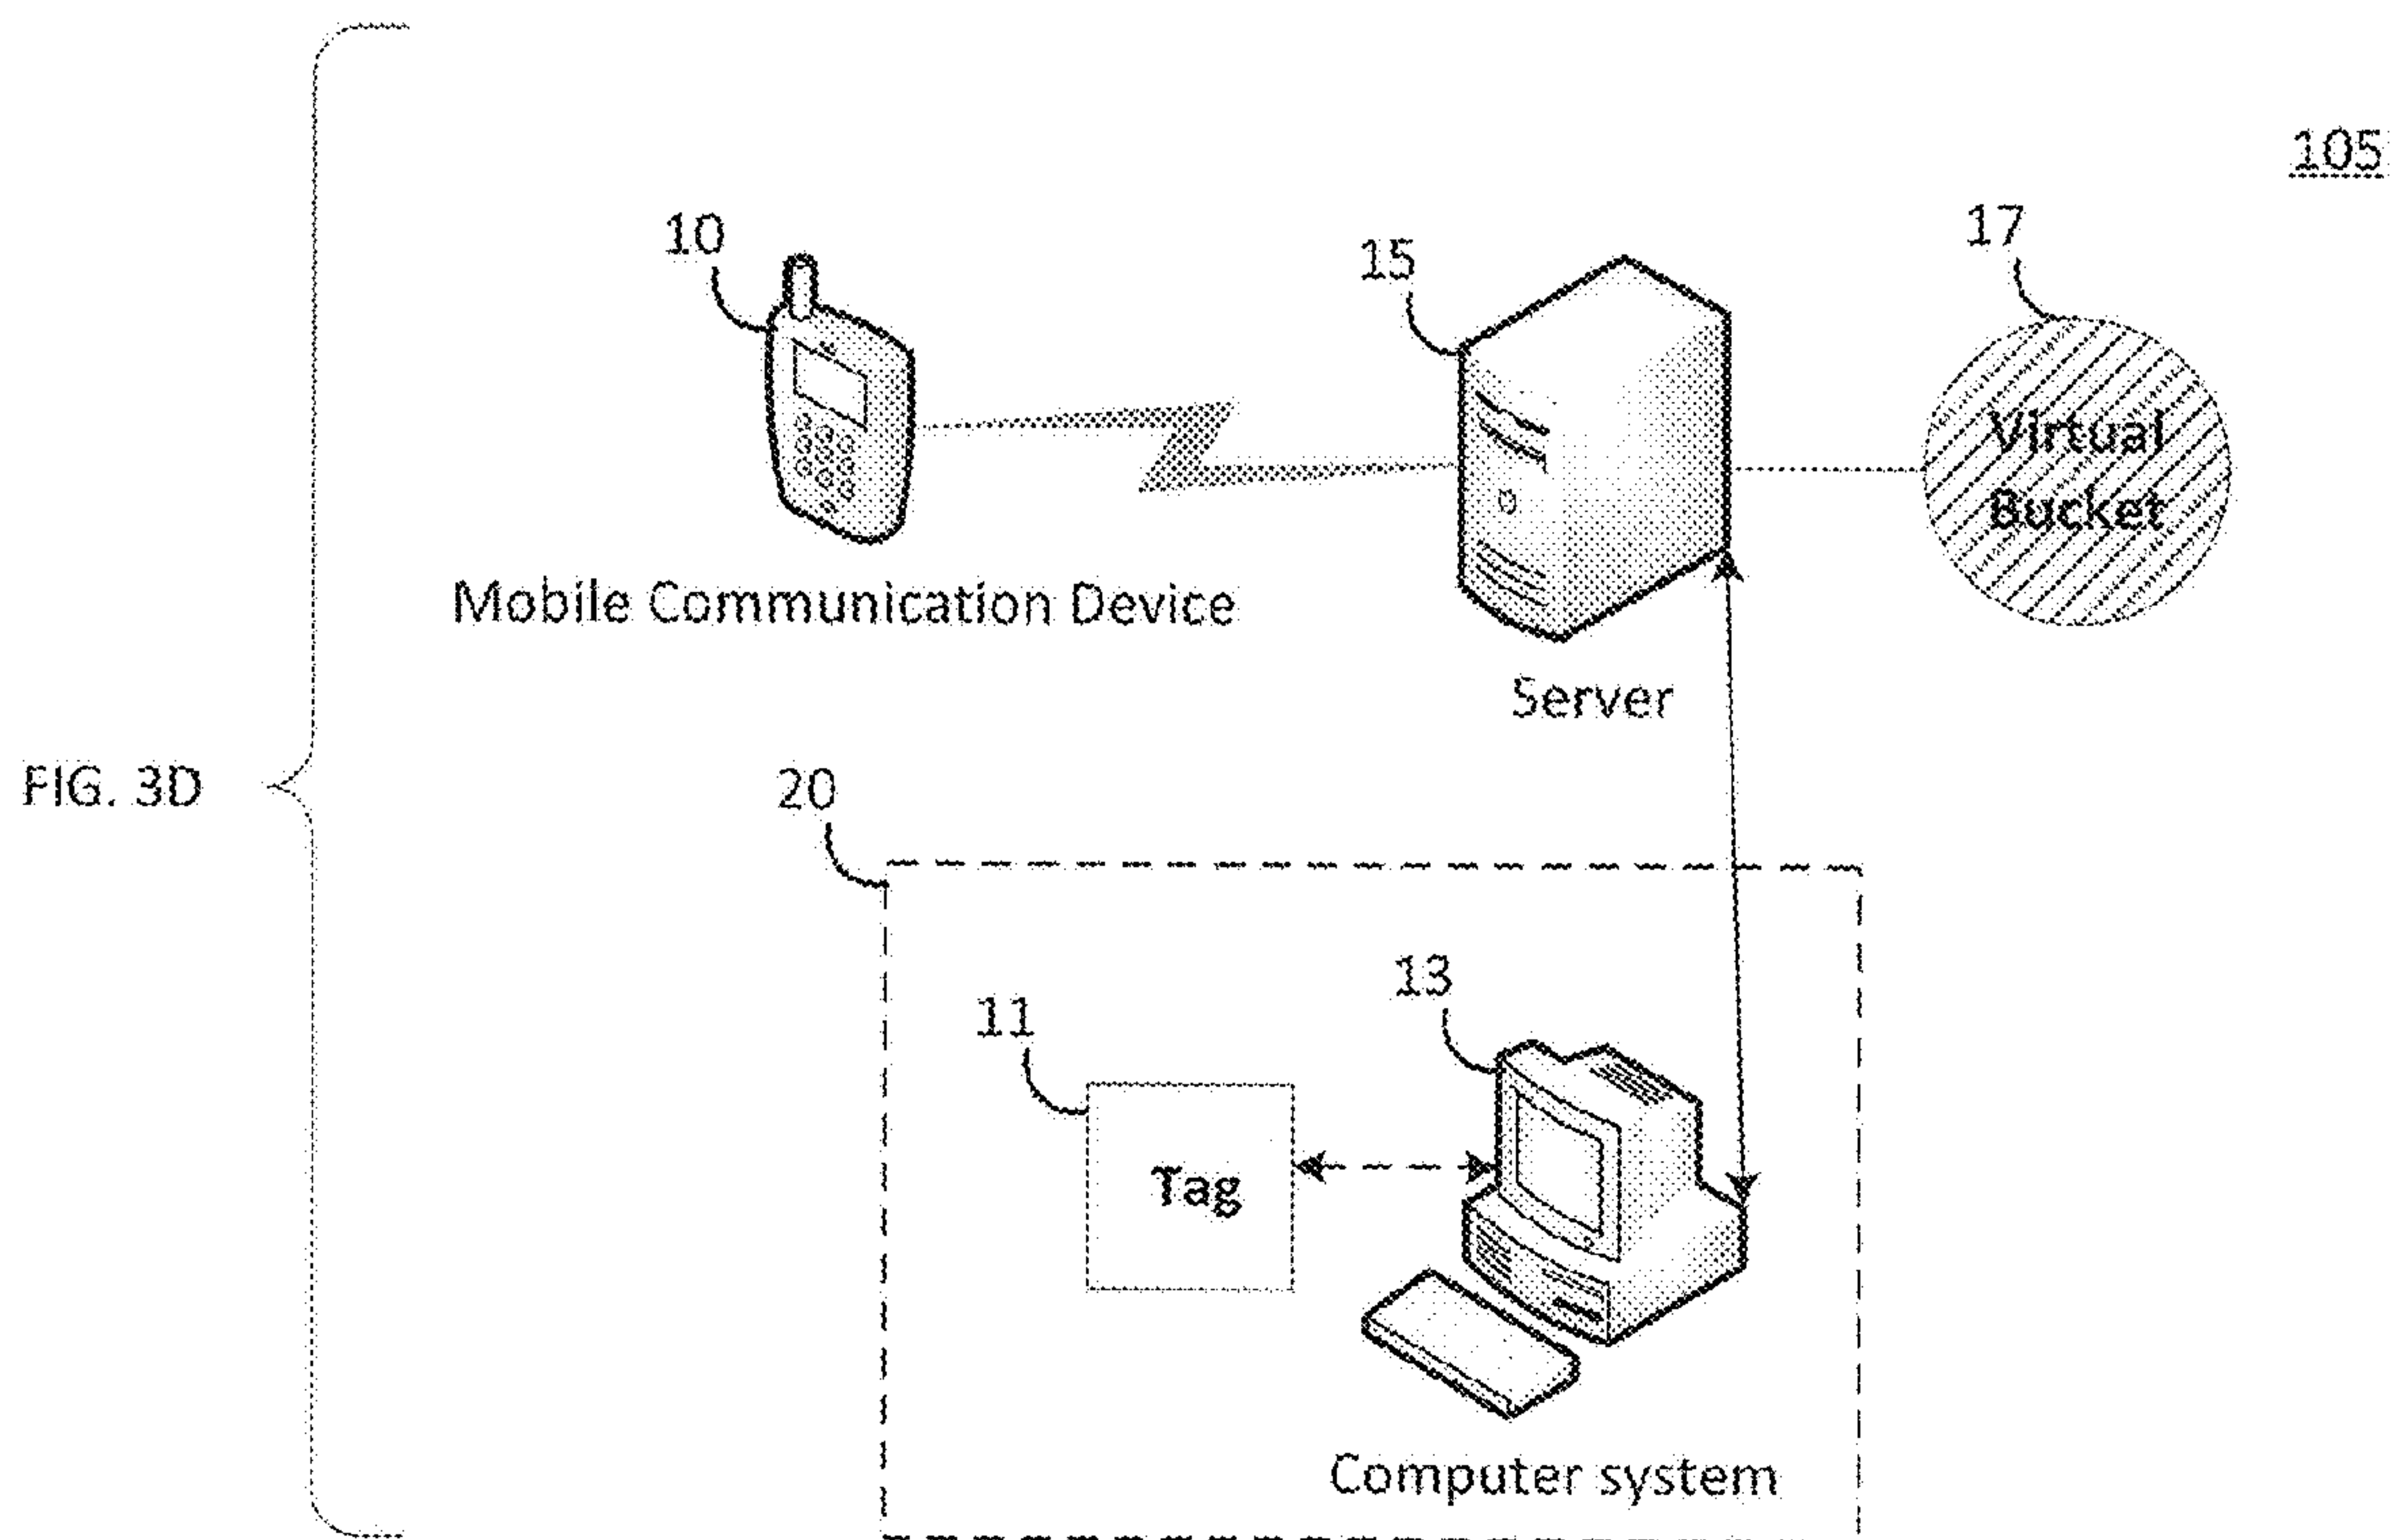 105
10
15
17
Virtual
Bucket
Mobile Communication Device
Server
FIG. 3D
20
13
11
Tag
Computer system